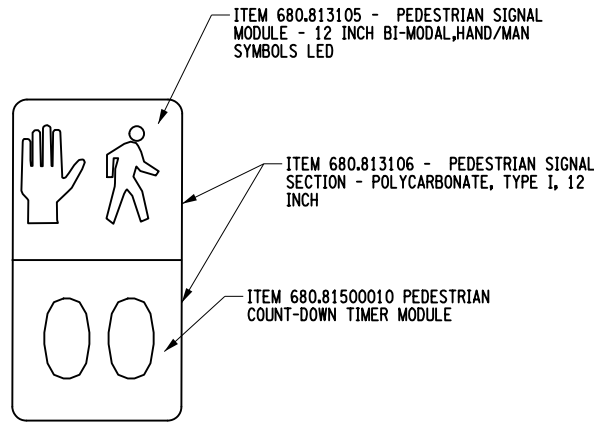 ITEM 680.813105 - PEDESTRIAN SIGNAL
MODULE - 12 INCH BI-MODAL,HAND/MAN
SYMBOLS LED
ITEM 680.813106 - PEDESTRIAN SIGNAL
SECTION - POLYCARBONATE, TYPE I, 12
INCH
ITEM 680.81500010 PEDESTRIAN
COUNT-DOWN TIMER MODULE